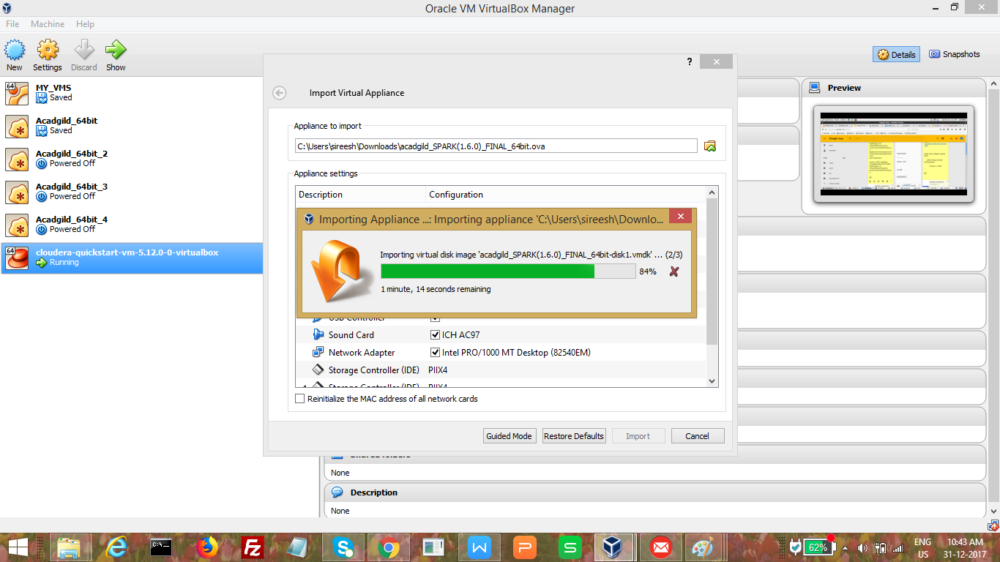 Oracle VM VirtualBox Manager
File Machine Help
New Settings Discard Show
Details Snapshots
64 MY_VMS
Saved
Acadgild_64bit
Saved
Acadgild_64bit_2
Powered Off
Acadgild_64bit_3
Powered Off
Acadgild_64bit_4
Powered Off
64 cloudera-quickstart-vm-5.12.0-0-virtualbox
Running
?
Import Virtual Appliance
Appliance to import
C:\Users\sireesh\Downloads\acadgild_SPARK(1.6.0)_FINAL_64bit.ova
Appliance settings
Description Configuration
Importing Appliance ...: Importing appliance 'C:\Users\sireesh\Downlo...
Importing virtual disk image 'acadgild_SPARK(1.6.0)_FINAL_64bit-disk1.vmdk' ... (2/3)
84%
1 minute, 14 seconds remaining
USB Controller
Sound Card ICH AC97
Network Adapter Intel PRO/1000 MT Desktop (82540EM)
Storage Controller (IDE) PIIX4
Storage Controller (IDE) PIIX4
Reinitialize the MAC address of all network cards
Guided Mode Restore Defaults Import Cancel
Preview
Shared folders
None
Description
None
C:\_
Fz
S
W
P
S
62%
ENG
US
10:43 AM
31-12-2017